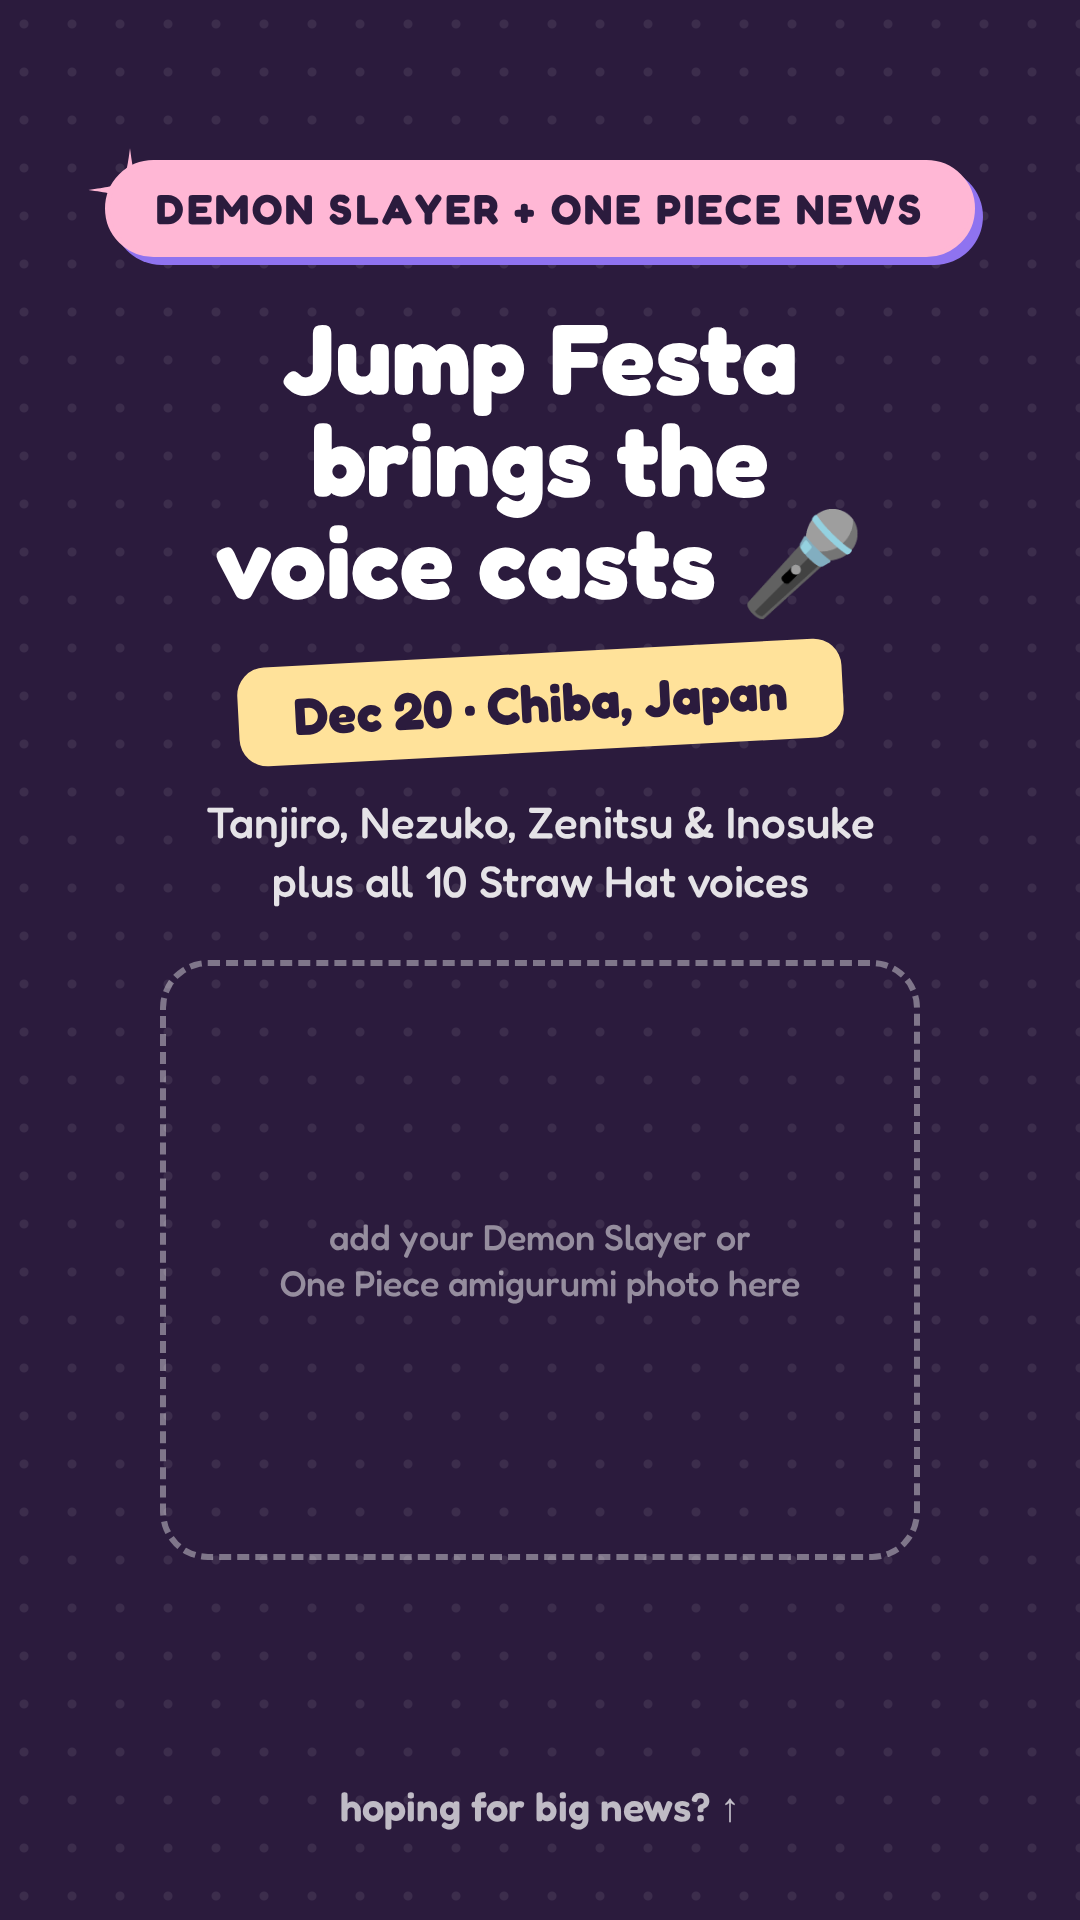 DEMON SLAYER + ONE PIECE NEWS
Jump Festa
brings the
voice casts 🎤
Dec 20 · Chiba, Japan
Tanjiro, Nezuko, Zenitsu & Inosuke
plus all 10 Straw Hat voices
add your Demon Slayer or
One Piece amigurumi photo here
hoping for big news? ↑